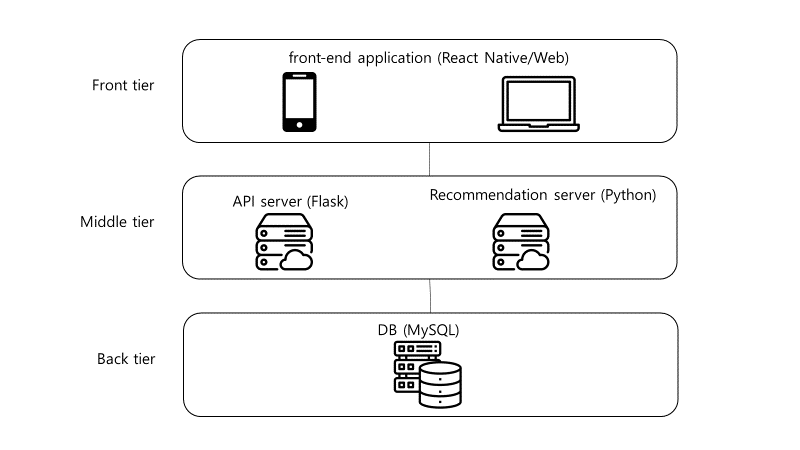 front-end application (React Native/Web)
Front tier
API server (Flask)
Recommendation server (Python)
Middle tier
DB (MySQL)
Back tier